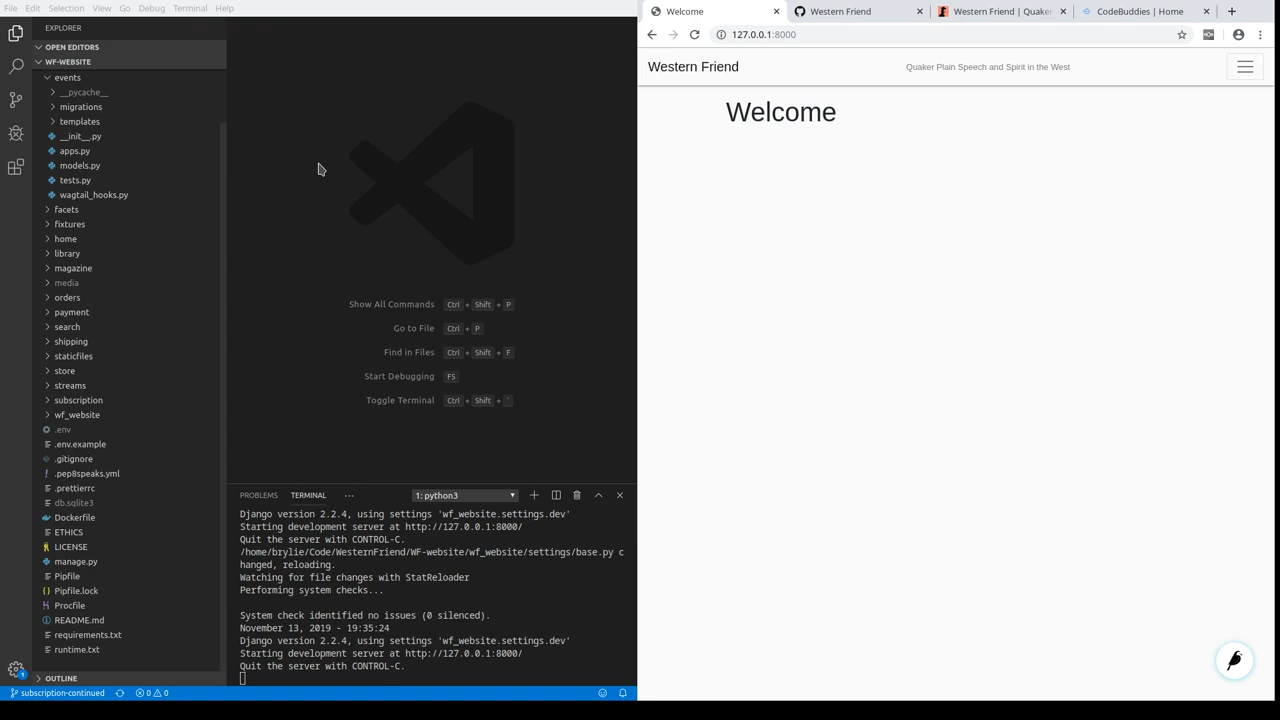 File Edit Selection View Go Debug Terminal Help
EXPLORER
OPEN EDITORS
WF-WEBSITE
events
__pycache__
migrations
templates
__init__.py
apps.py
models.py
tests.py
wagtail_hooks.py
facets
fixtures
home
library
magazine
media
orders
payment
search
shipping
staticfiles
store
streams
subscription
wf_website
.env
.env.example
.gitignore
! .pep8speaks.yml
.prettierrc
db.sqlite3
Dockerfile
ETHICS
LICENSE
manage.py
Pipfile
{} Pipfile.lock
Procfile
README.md
requirements.txt
runtime.txt
OUTLINE
1
subscription-continued 0 0
Show All Commands Ctrl + Shift + P
Go to File Ctrl + P
Find in Files Ctrl + Shift + F
Start Debugging F5
Toggle Terminal Ctrl + Shift + `
PROBLEMS TERMINAL ··· 1: python3
Django version 2.2.4, using settings 'wf_website.settings.dev'
Starting development server at http://127.0.0.1:8000/
Quit the server with CONTROL-C.
/home/brylie/Code/WesternFriend/WF-website/wf_website/settings/base.py c
hanged, reloading.
Watching for file changes with StatReloader
Performing system checks...
System check identified no issues (0 silenced).
November 13, 2019 - 19:35:24
Django version 2.2.4, using settings 'wf_website.settings.dev'
Starting development server at http://127.0.0.1:8000/
Quit the server with CONTROL-C.
Welcome
Western Friend
Western Friend | Quaker
CodeBuddies | Home
127.0.0.1:8000
Western Friend
Quaker Plain Speech and Spirit in the West
Welcome